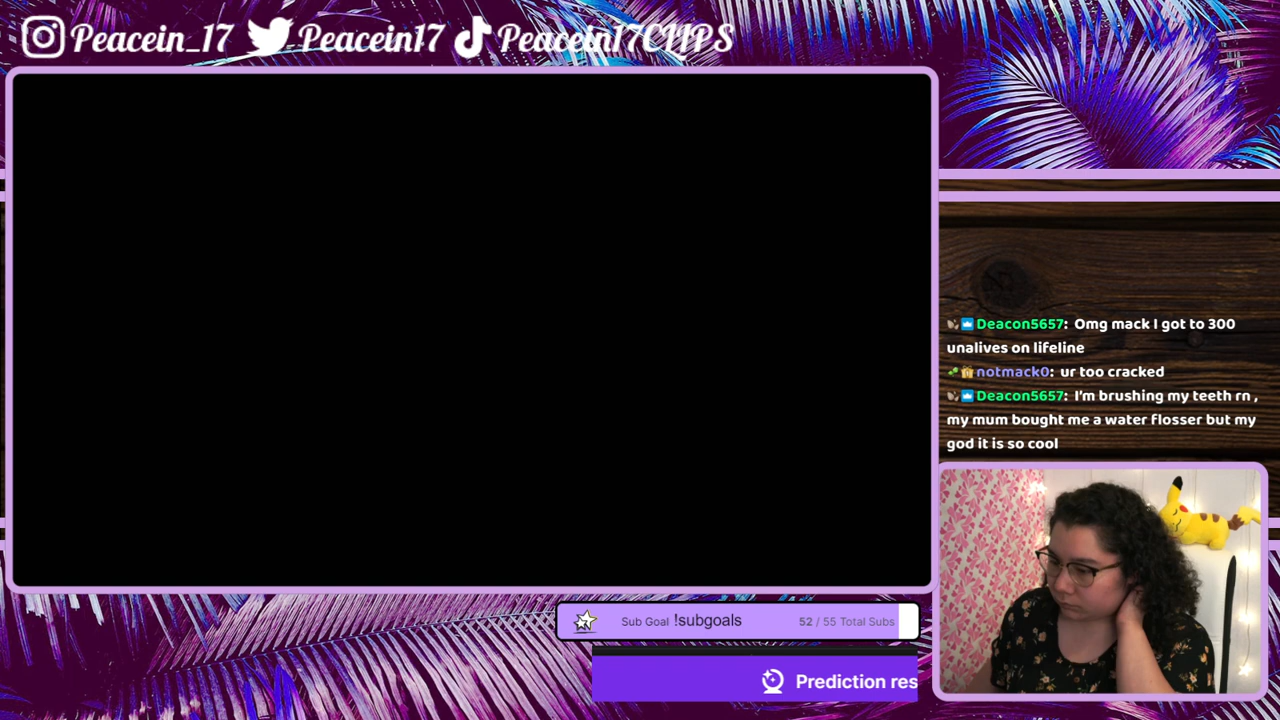 Peacein_17 Peacein17 Peacein17CLIPS
Deacon5657: Omg mack I got to 300
unalives on lifeline
notmack0: ur too cracked
Deacon5657: I'm brushing my teeth rn ,
my mum bought me a water flosser but my
god it is so cool
Sub Goal !subgoals 52 / 55 Total Subs
Prediction res